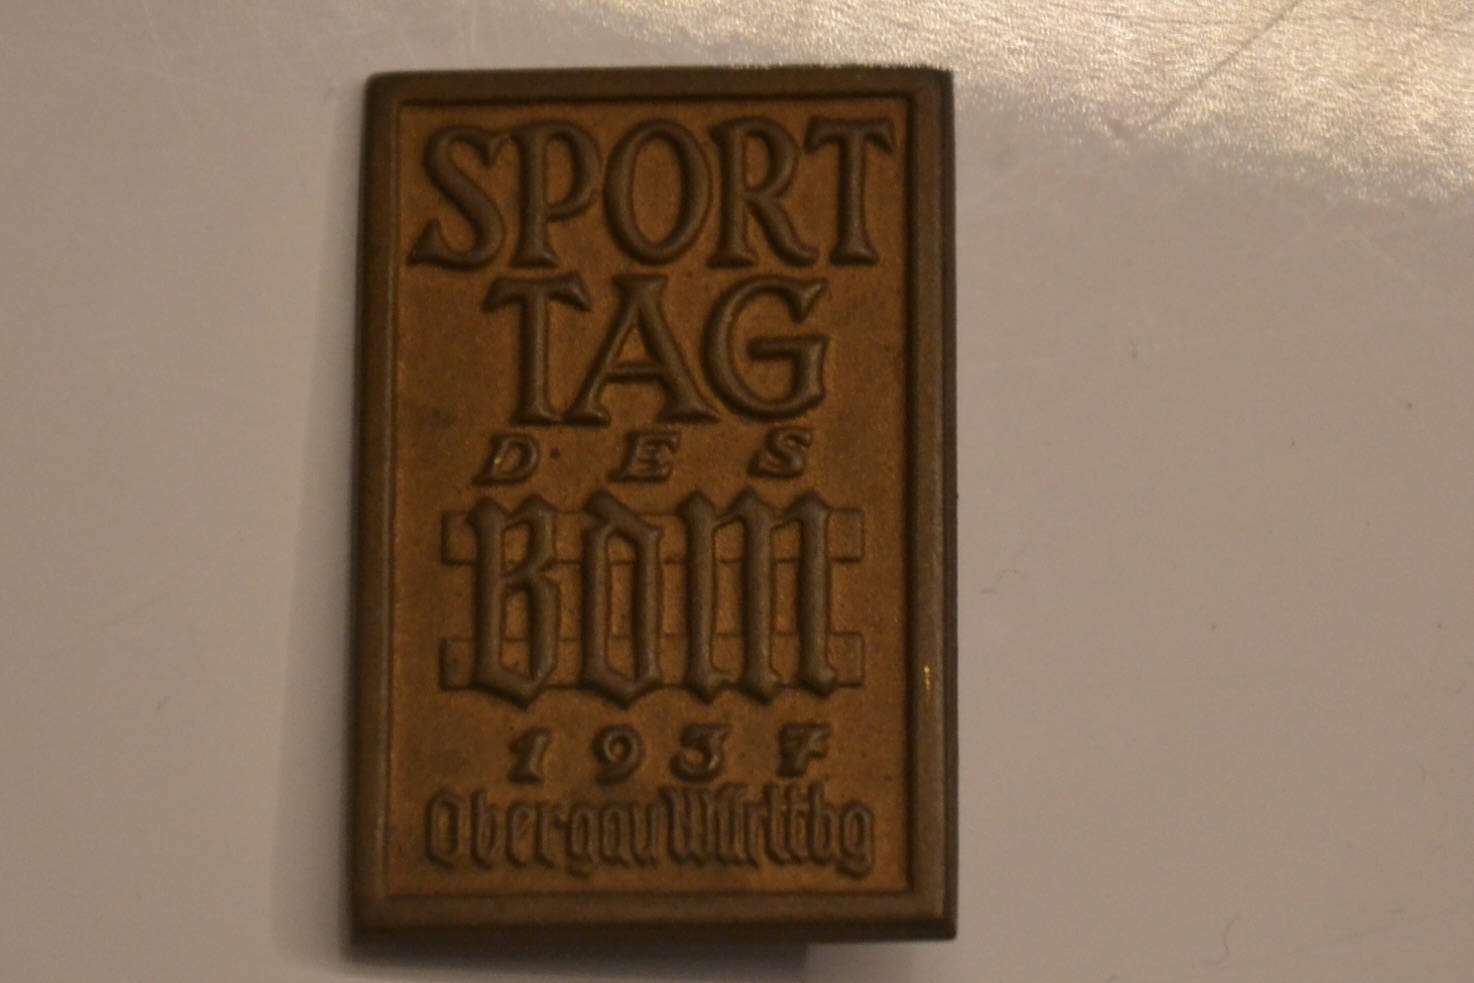 SPORT
TAG
DES
BDM
1937
Obergau Württbg